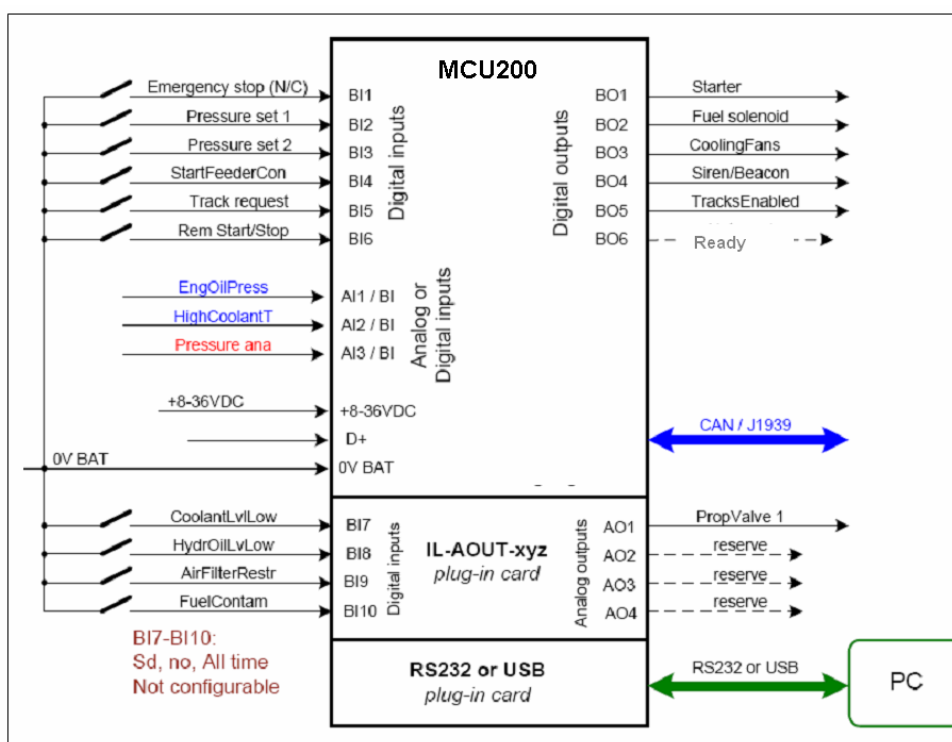 MCU200
Emergency stop (N/C)
BI1
BO1
Starter
Pressure set 1
BI2
BO2
Fuel solenoid
Pressure set 2
BI3
BO3
CoolingFans
StartFeederCon
BI4
BO4
Siren/Beacon
Track request
BI5
BO5
TracksEnabled
Rem Start/Stop
BI6
BO6
Ready
Digital inputs
Digital outputs
EngOilPress
AI1 / BI
HighCoolantT
AI2 / BI
Pressure ana
AI3 / BI
Analog or
Digital inputs
+8-36VDC
+8-36VDC
D+
CAN / J1939
0V BAT
0V BAT
CoolantLvlLow
BI7
AO1
PropValve 1
HydrOilLvLow
BI8
AO2
reserve
AirFilterRestr
BI9
AO3
reserve
FuelContam
BI10
AO4
reserve
Digital inputs
IL-AOUT-xyz
plug-in card
Analog outputs
BI7-BI10:
Sd, no, All time
Not configurable
RS232 or USB
plug-in card
RS232 or USB
PC